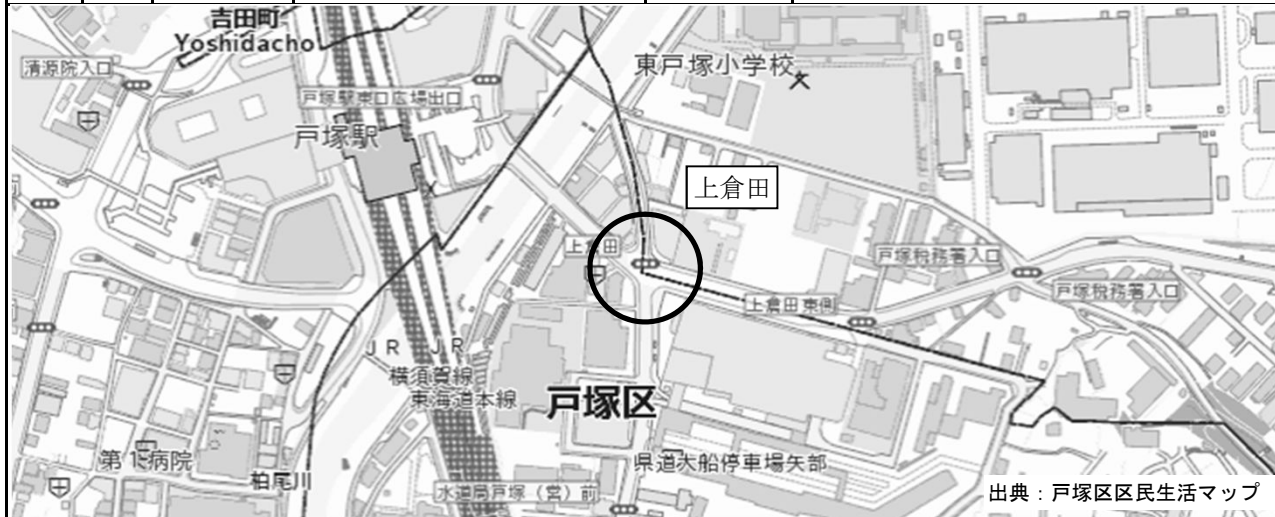 吉田町
Yoshidacho
清源院入口
戸塚駅東口広場出口
戸塚駅
東戸塚小学校
上倉田
上倉田
戸塚税務署入口
戸塚税務署入口
上倉田東側
JR JR
横須賀線
東海道本線
戸塚区
第1病院
柏尾川
県道大船停車場矢部
水道局戸塚（営）前
出典：戸塚区区民生活マップ